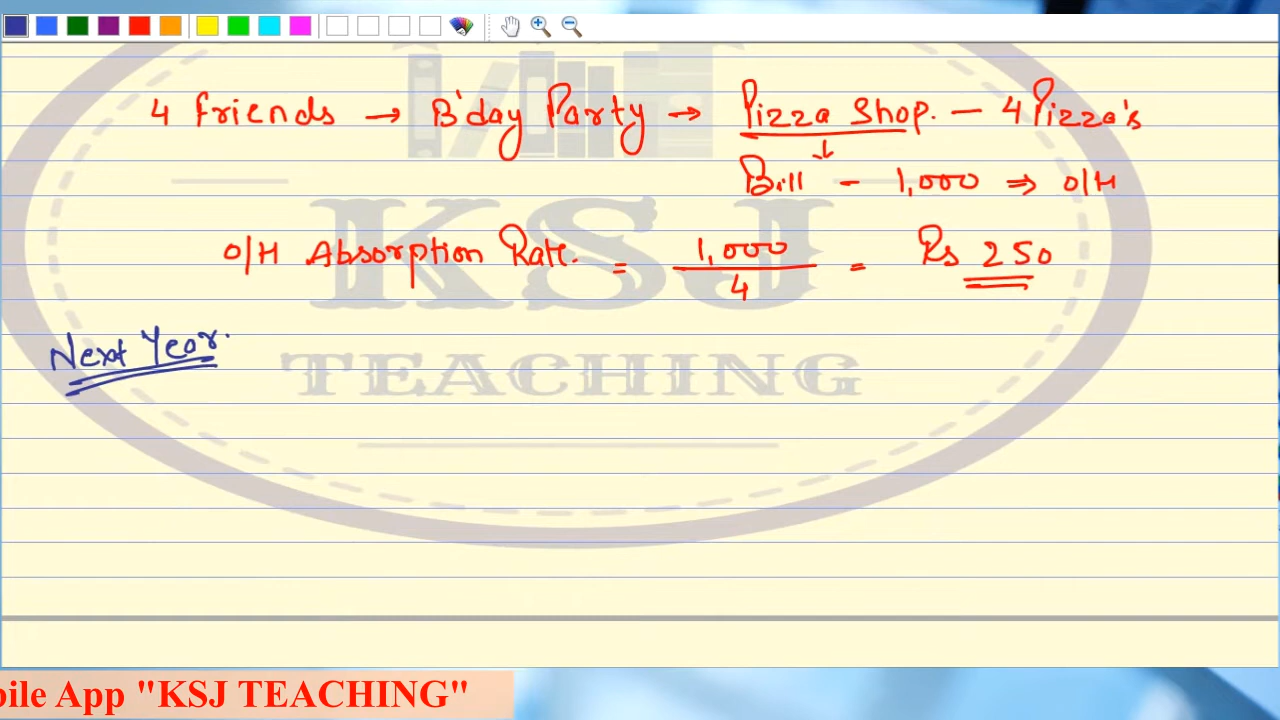 4 Friends → B'day Party → Pizza Shop. — 4 Pizza's
↓
Bill - 1,000 ⇒ O/H
O/H Absorption Rate. = 1,000 / 4 = Rs 250
Next Year.
KSJ
TEACHING
bile App "KSJ TEACHING"